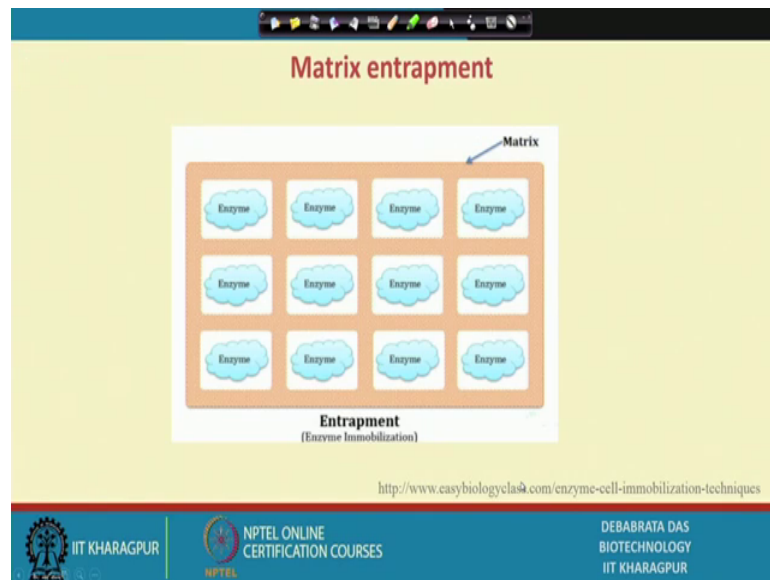 Matrix entrapment
Matrix
Enzyme Enzyme Enzyme Enzyme
Enzyme Enzyme Enzyme Enzyme
Enzyme Enzyme Enzyme Enzyme
Entrapment
(Enzyme Immobilization)
http://www.easybiologyclass.com/enzyme-cell-immobilization-techniques
IIT KHARAGPUR
NPTEL
NPTEL ONLINE
CERTIFICATION COURSES
DEBABRATA DAS
BIOTECHNOLOGY
IIT KHARAGPUR